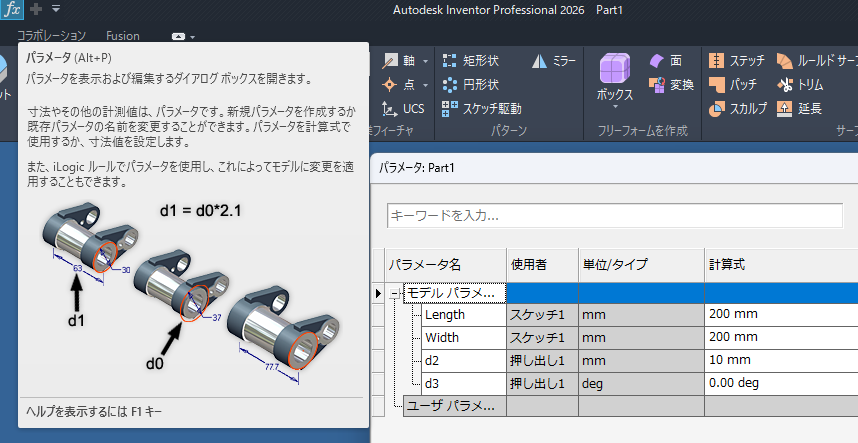 fx
Autodesk Inventor Professional 2026 Part1
コラボレーション Fusion
パラメータ (Alt+P)
パラメータを表示および編集するダイアログ ボックスを開きます。
寸法やその他の計測値は、パラメータです。新規パラメータを作成するか
既存パラメータの名前を変更することができます。パラメータを計算式で
使用するか、寸法値を設定します。
また、iLogic ルールでパラメータを使用し、これによってモデルに変更を適
用することもできます。
d1 = d0*2.1
63
30
d1
37
d0
77.7
ヘルプを表示するには F1 キー
ット
軸
点
UCS
フィーチャ
矩形状
円形状
スケッチ駆動
ミラー
パターン
ボックス
面
変換
フリーフォームを作成
ステッチ
パッチ
スカルプ
ルールド サーフ
トリム
延長
サーフ
パラメータ: Part1
キーワードを入力...
パラメータ名 使用者 単位/タイプ 計算式
モデル パラメ...
Length スケッチ1 mm 200 mm
Width スケッチ1 mm 200 mm
d2 押し出し1 mm 10 mm
d3 押し出し1 deg 0.00 deg
ユーザ パラメ...